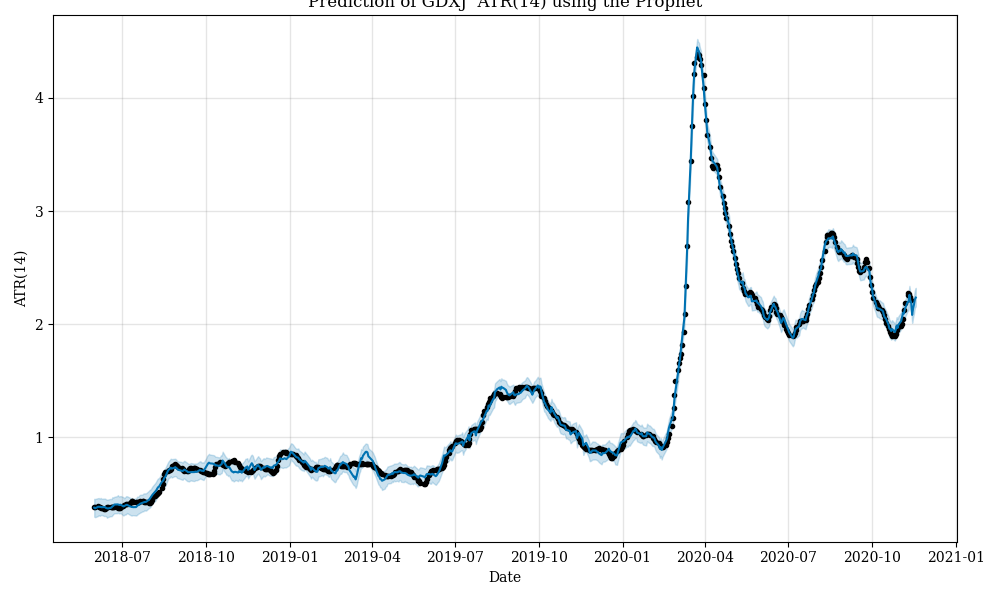 Prediction of GDXJ ATR(14) using the Prophet
4
3
2
1
ATR(14)
2018-07 2018-10 2019-01 2019-04 2019-07 2019-10 2020-01 2020-04 2020-07 2020-10 2021-01
Date